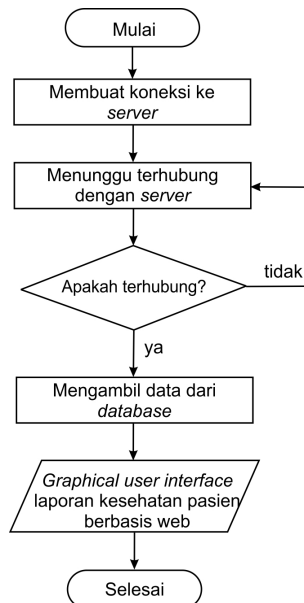 Mulai
Membuat koneksi ke
server
Menunggu terhubung
dengan server
Apakah terhubung?
tidak
ya
Mengambil data dari
database
Graphical user interface
laporan kesehatan pasien
berbasis web
Selesai